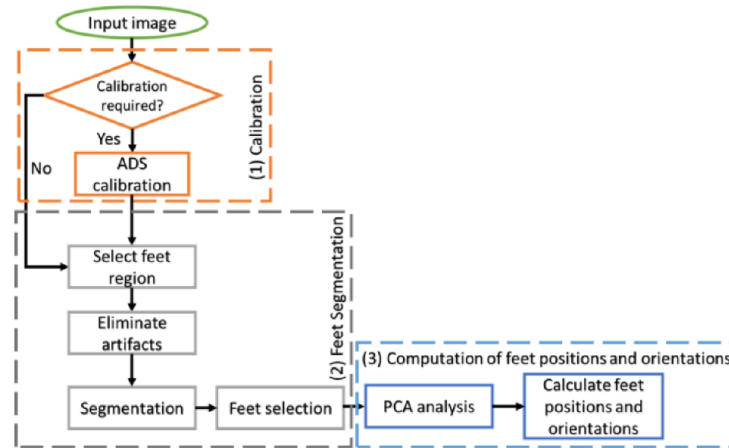 Input image
Calibration
required?
(1) Calibration
Yes
No
ADS
calibration
Select feet
region
(2) Feet Segmentation
Eliminate
artifacts
Segmentation
Feet selection
(3) Computation of feet positions and orientations
PCA analysis
Calculate feet
positions and
orientations